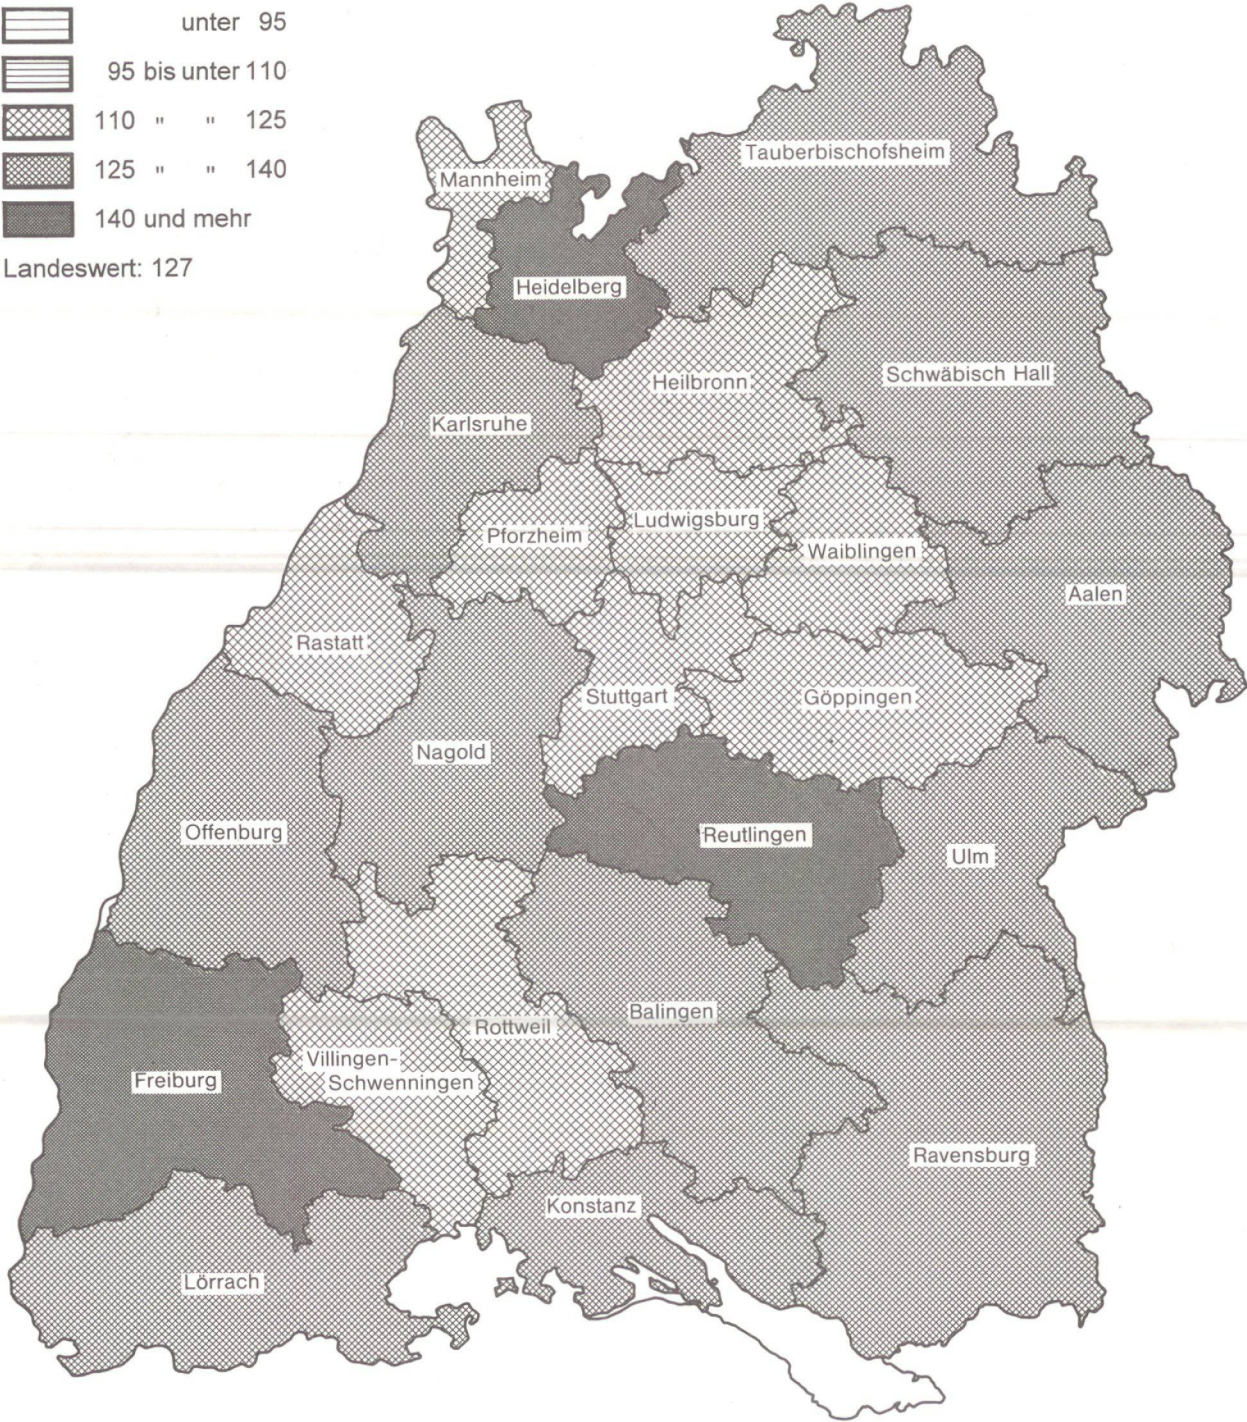 unter 95
95 bis unter 110
110 " " 125
125 " " 140
140 und mehr
Landeswert: 127
Tauberbischofsheim
Mannheim
Heidelberg
Schwäbisch Hall
Heilbronn
Karlsruhe
Ludwigsburg
Pforzheim
Waiblingen
Aalen
Rastatt
Stuttgart
Göppingen
Nagold
Offenburg
Reutlingen
Ulm
Balingen
Rottweil
Villingen-
Schwenningen
Freiburg
Ravensburg
Konstanz
Lörrach